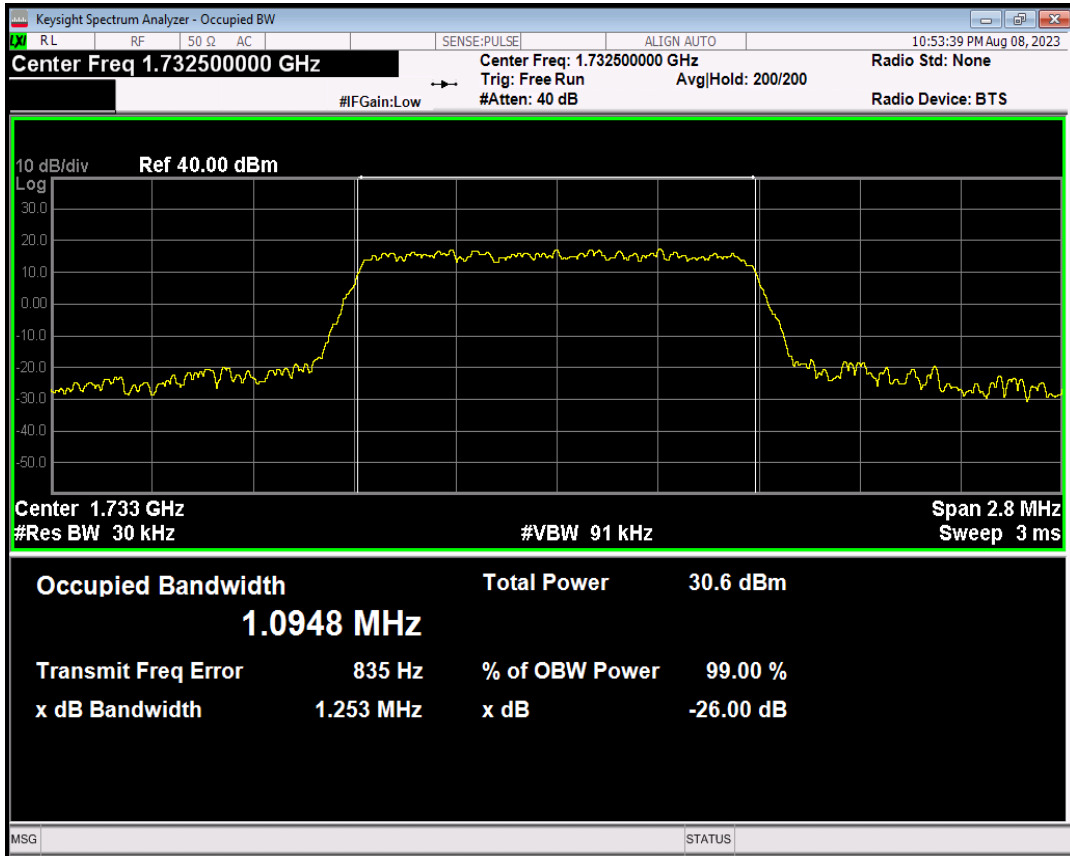 Keysight Spectrum Analyzer - Occupied BW
LXI RL RF 50 Ω AC SENSE:PULSE ALIGN AUTO 10:53:39 PM Aug 08, 2023
Center Freq 1.732500000 GHz Center Freq: 1.732500000 GHz Radio Std: None
Trig: Free Run Avg|Hold: 200/200
#IFGain:Low #Atten: 40 dB Radio Device: BTS
10 dB/div Ref 40.00 dBm
Log
30.0
20.0
10.0
0.00
-10.0
-20.0
-30.0
-40.0
-50.0
Center 1.733 GHz Span 2.8 MHz
#Res BW 30 kHz #VBW 91 kHz Sweep 3 ms
Occupied Bandwidth Total Power 30.6 dBm
1.0948 MHz
Transmit Freq Error 835 Hz % of OBW Power 99.00 %
x dB Bandwidth 1.253 MHz x dB -26.00 dB
MSG STATUS